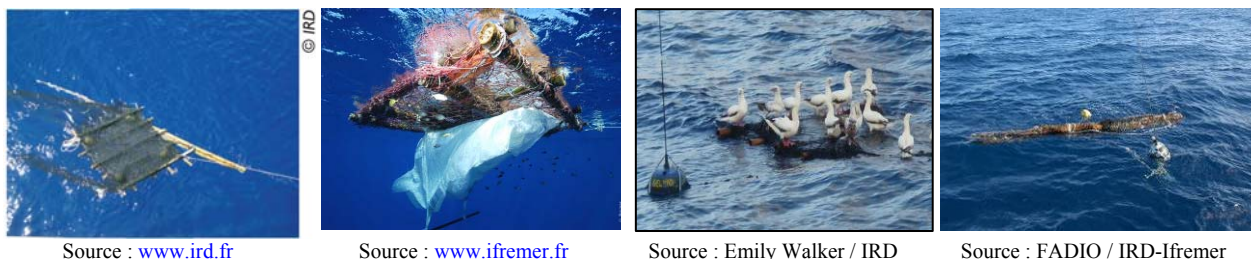 © IRD
Source : www.ird.fr
Source : www.ifremer.fr
Source : Emily Walker / IRD
Source : FADIO / IRD-Ifremer